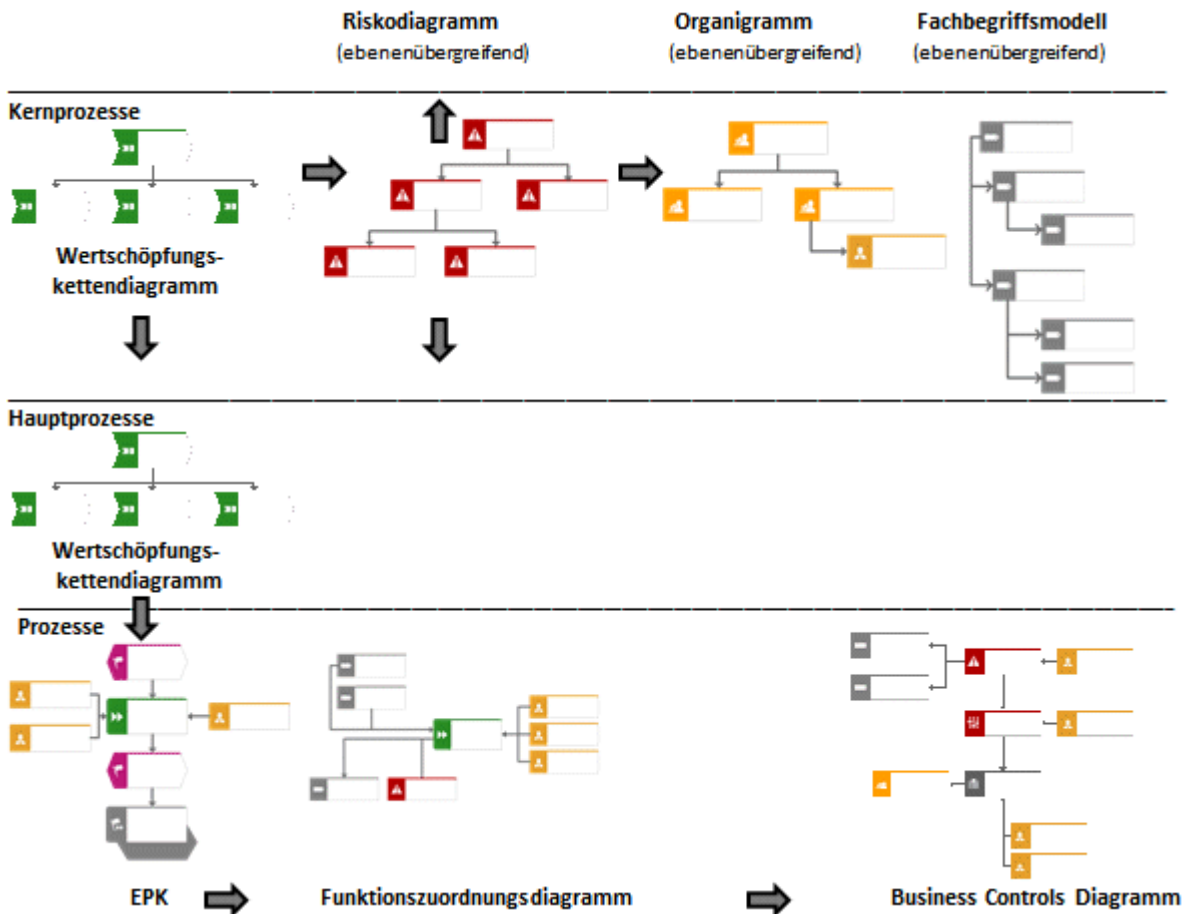 Riskodiagramm
(ebenenübergreifend)
Organigramm
(ebenenübergreifend)
Fachbegriffsmodell
(ebenenübergreifend)
Kernprozesse
Wertschöpfungs-
kettendiagramm
Hauptprozesse
Wertschöpfungs-
kettendiagramm
Prozesse
EPK
Funktionszuordnungsdiagramm
Business Controls Diagramm